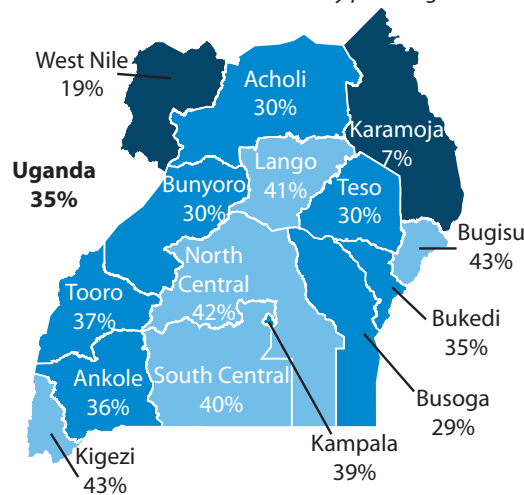 West Nile
19%
Acholi
30%
Karamoja
7%
Uganda
35%
Lango
41%
Bunyoro
30%
Teso
30%
Bugisu
43%
North
Central
42%
Tooro
37%
Bukedi
35%
Ankole
36%
South Central
40%
Busoga
29%
Kampala
39%
Kigezi
43%